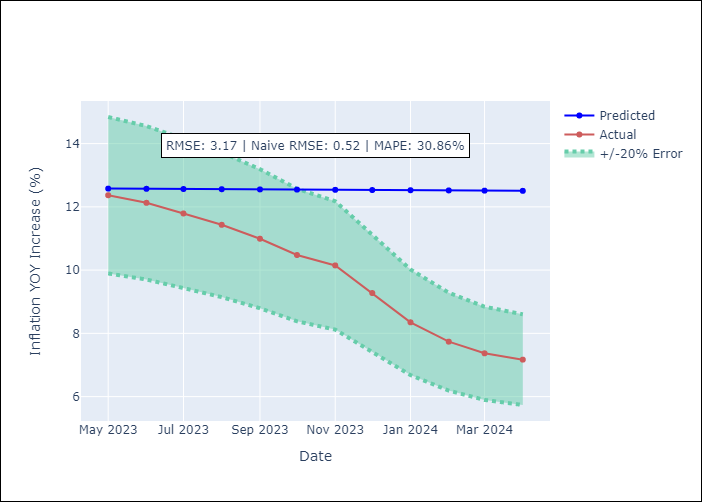 Predicted
Actual
+/-20% Error
RMSE: 3.17 | Naive RMSE: 0.52 | MAPE: 30.86%
14
12
10
8
6
Inflation YOY Increase (%)
May 2023
Jul 2023
Sep 2023
Nov 2023
Jan 2024
Mar 2024
Date